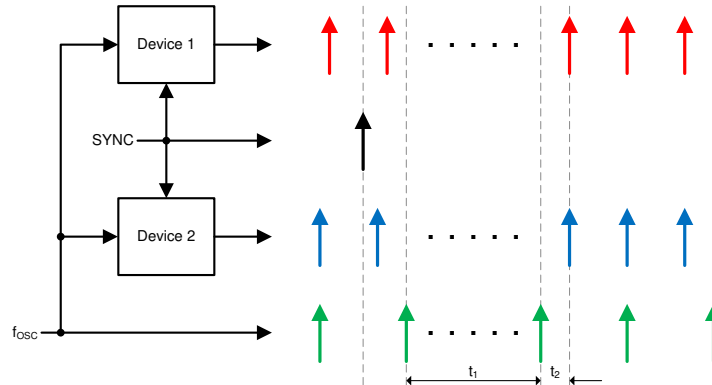 Device 1
SYNC
Device 2
fOSC
t1
t2